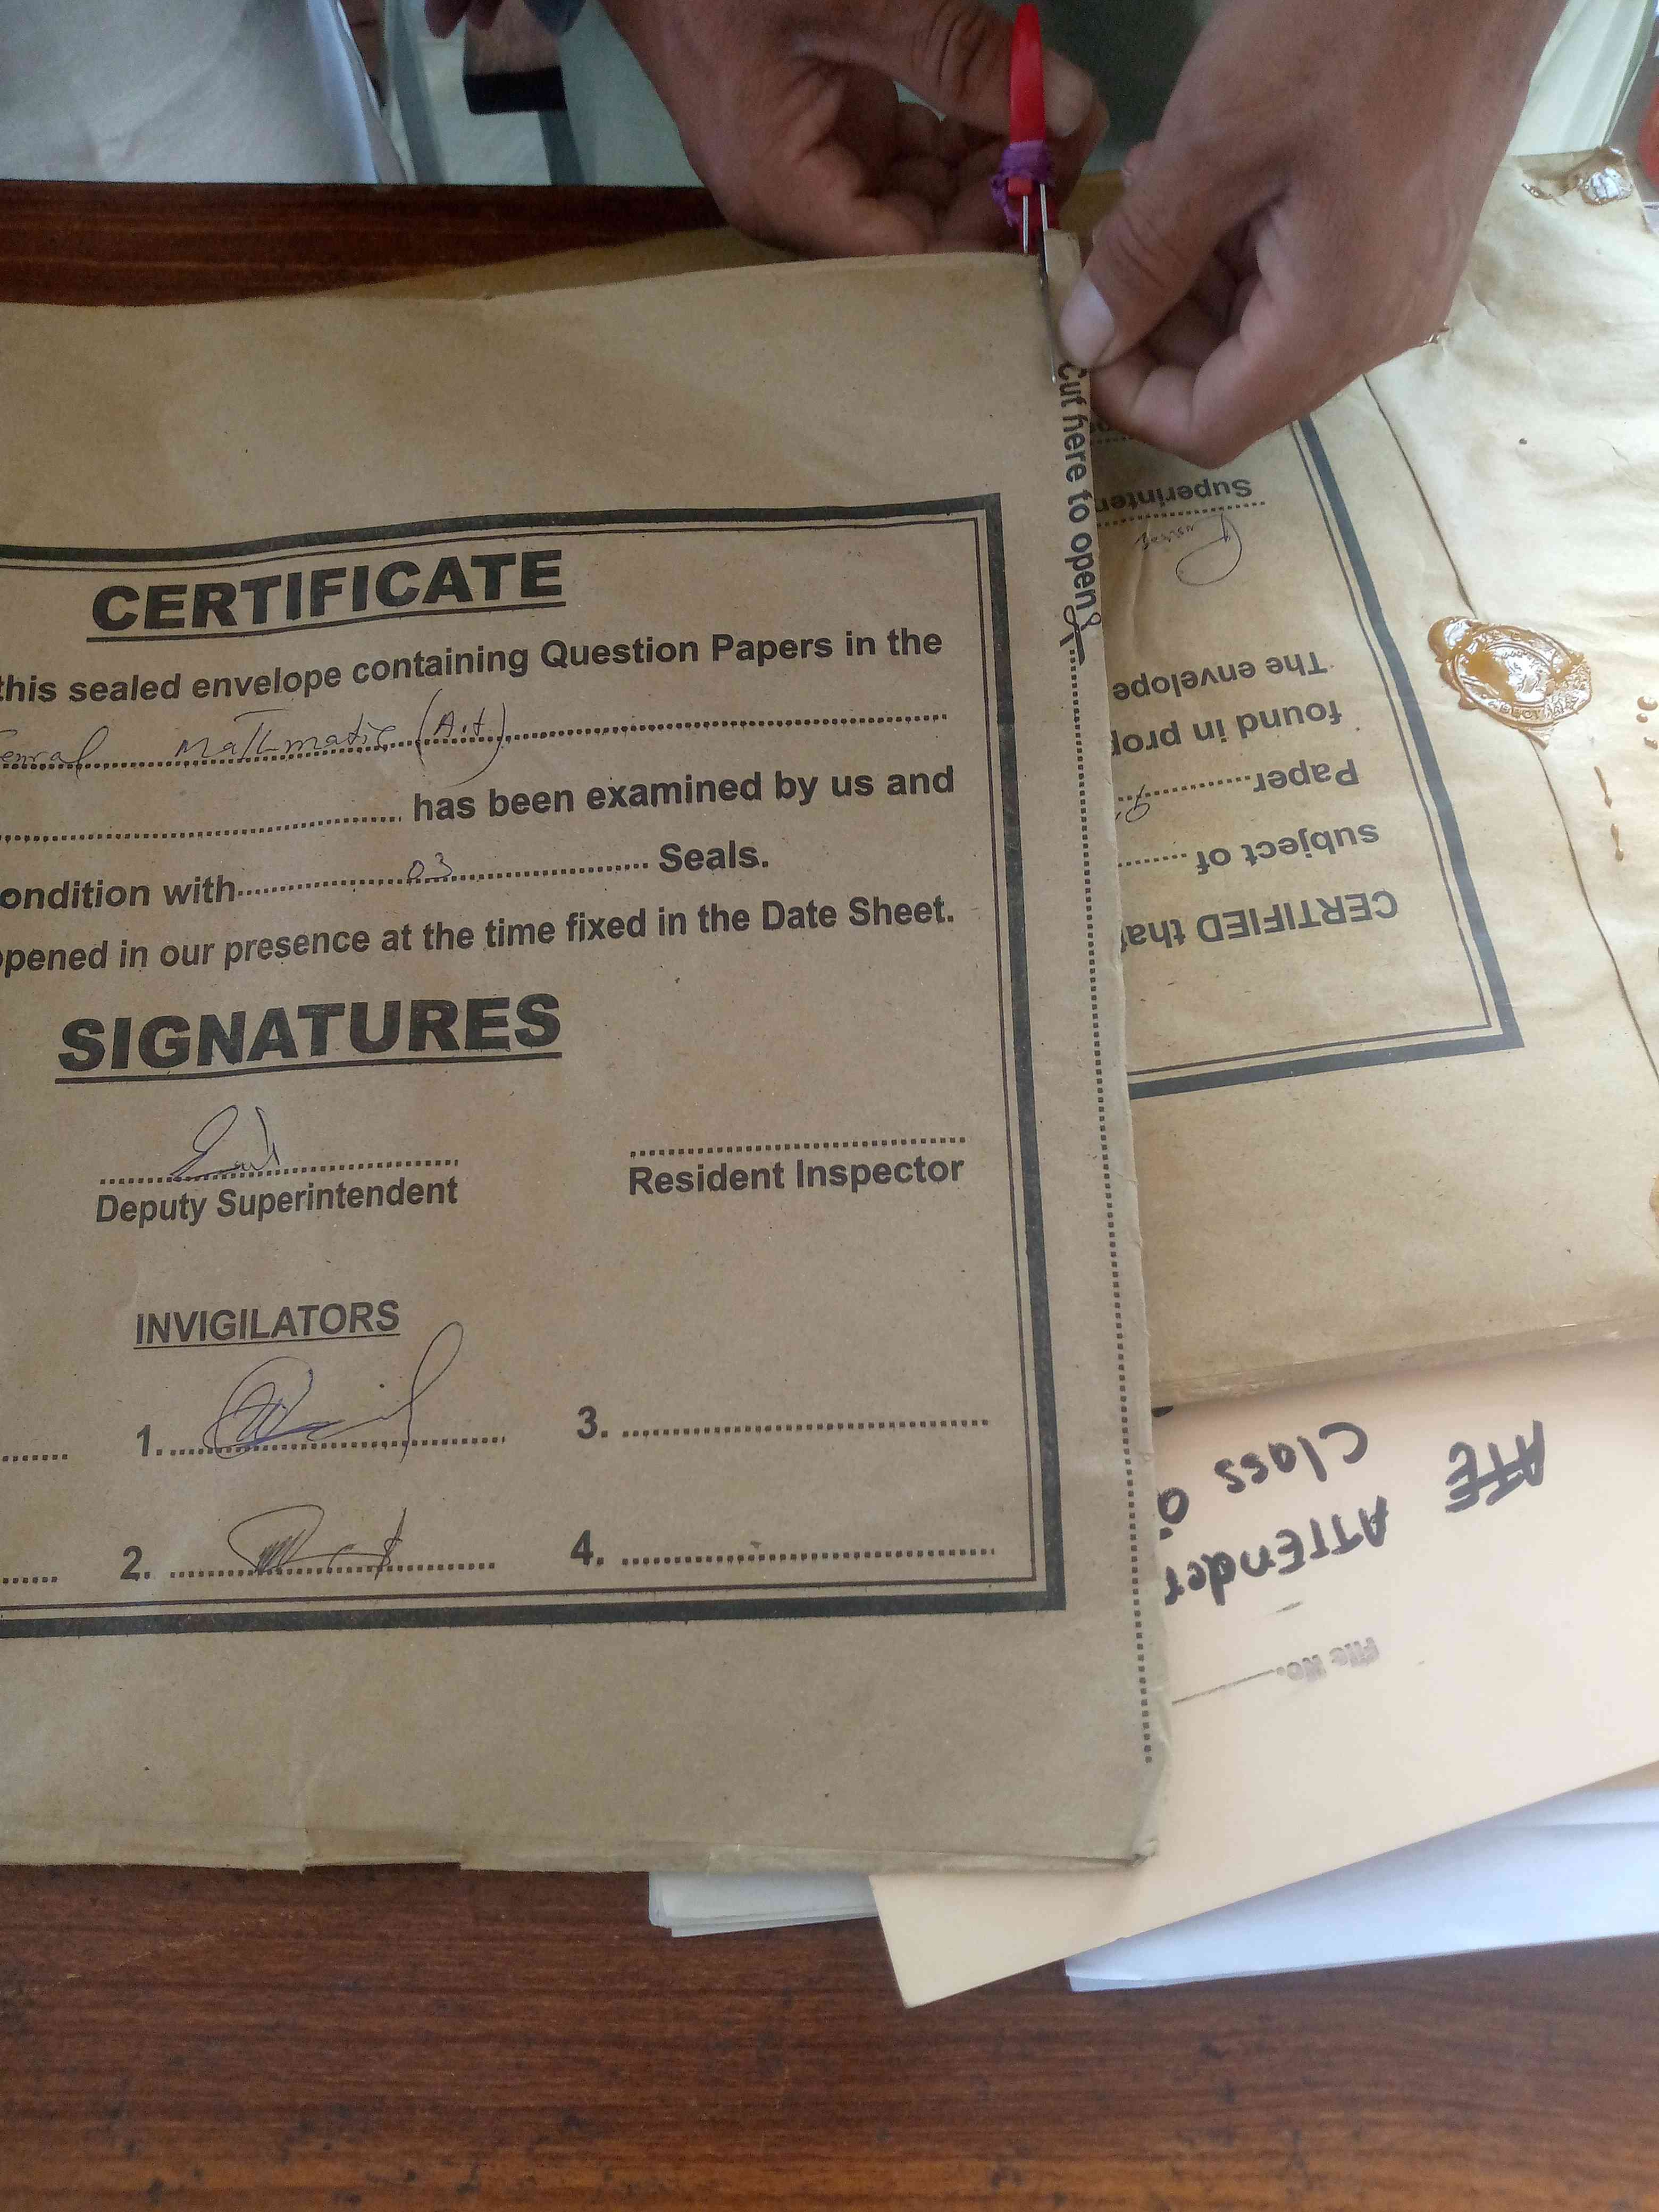 Cut here to open
CERTIFICATE
this sealed envelope containing Question Papers in the
Mathmatic (Art)
has been examined by us and
ondition with 03 Seals.
pened in our presence at the time fixed in the Date Sheet.
SIGNATURES
Deputy Superintendent
Resident Inspector
INVIGILATORS
1.
3.
2.
4.
CERTIFIED tha
subject of
Paper
found in prop
The envelope
Superinten
ATE
Class
ATTender
File No.